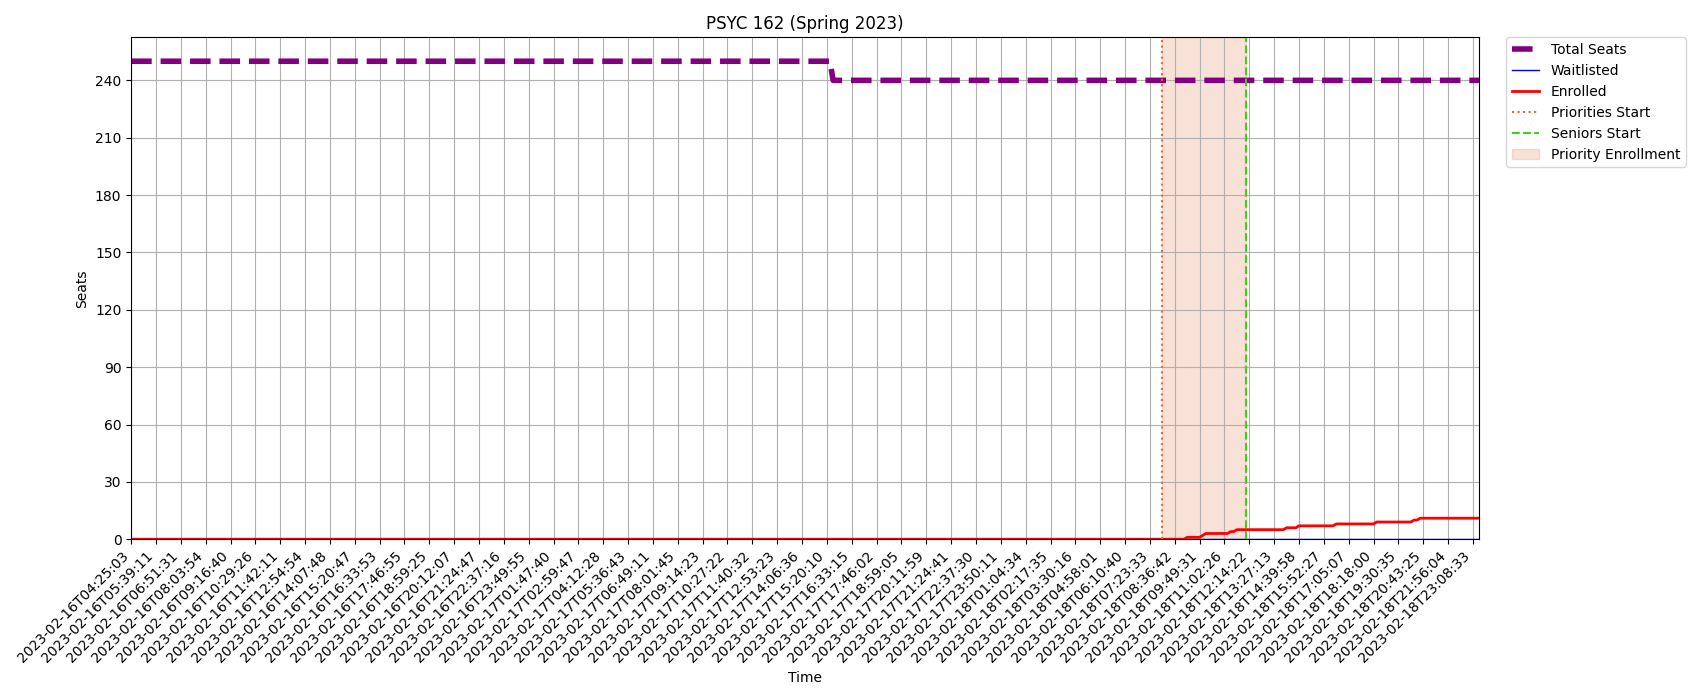 PSYC 162 (Spring 2023)
Total Seats
Waitlisted
Enrolled
Priorities Start
Seniors Start
Priority Enrollment
Seats
240
210
180
150
120
90
60
30
0
2023-02-16T04:25:03
2023-02-16T05:39:11
2023-02-16T06:51:31
2023-02-16T08:03:54
2023-02-16T09:16:40
2023-02-16T10:29:26
2023-02-16T11:42:11
2023-02-16T12:54:54
2023-02-16T14:07:48
2023-02-16T15:20:47
2023-02-16T16:33:53
2023-02-16T17:46:55
2023-02-16T18:59:25
2023-02-16T20:12:07
2023-02-16T21:24:47
2023-02-16T22:37:16
2023-02-16T23:49:55
2023-02-17T01:47:40
2023-02-17T02:59:47
2023-02-17T04:12:28
2023-02-17T05:36:43
2023-02-17T06:49:11
2023-02-17T08:01:45
2023-02-17T09:14:23
2023-02-17T10:27:22
2023-02-17T11:40:32
2023-02-17T12:53:23
2023-02-17T14:06:36
2023-02-17T15:20:10
2023-02-17T16:33:15
2023-02-17T17:46:02
2023-02-17T18:59:05
2023-02-17T20:11:59
2023-02-17T21:24:41
2023-02-17T22:37:30
2023-02-17T23:50:11
2023-02-18T01:04:34
2023-02-18T02:17:35
2023-02-18T03:30:16
2023-02-18T04:58:01
2023-02-18T06:10:40
2023-02-18T07:23:33
2023-02-18T08:36:42
2023-02-18T09:49:31
2023-02-18T11:02:26
2023-02-18T12:14:22
2023-02-18T13:27:13
2023-02-18T14:39:58
2023-02-18T15:52:27
2023-02-18T17:05:07
2023-02-18T18:18:00
2023-02-18T19:30:35
2023-02-18T20:43:25
2023-02-18T21:56:04
2023-02-18T23:08:33
Time